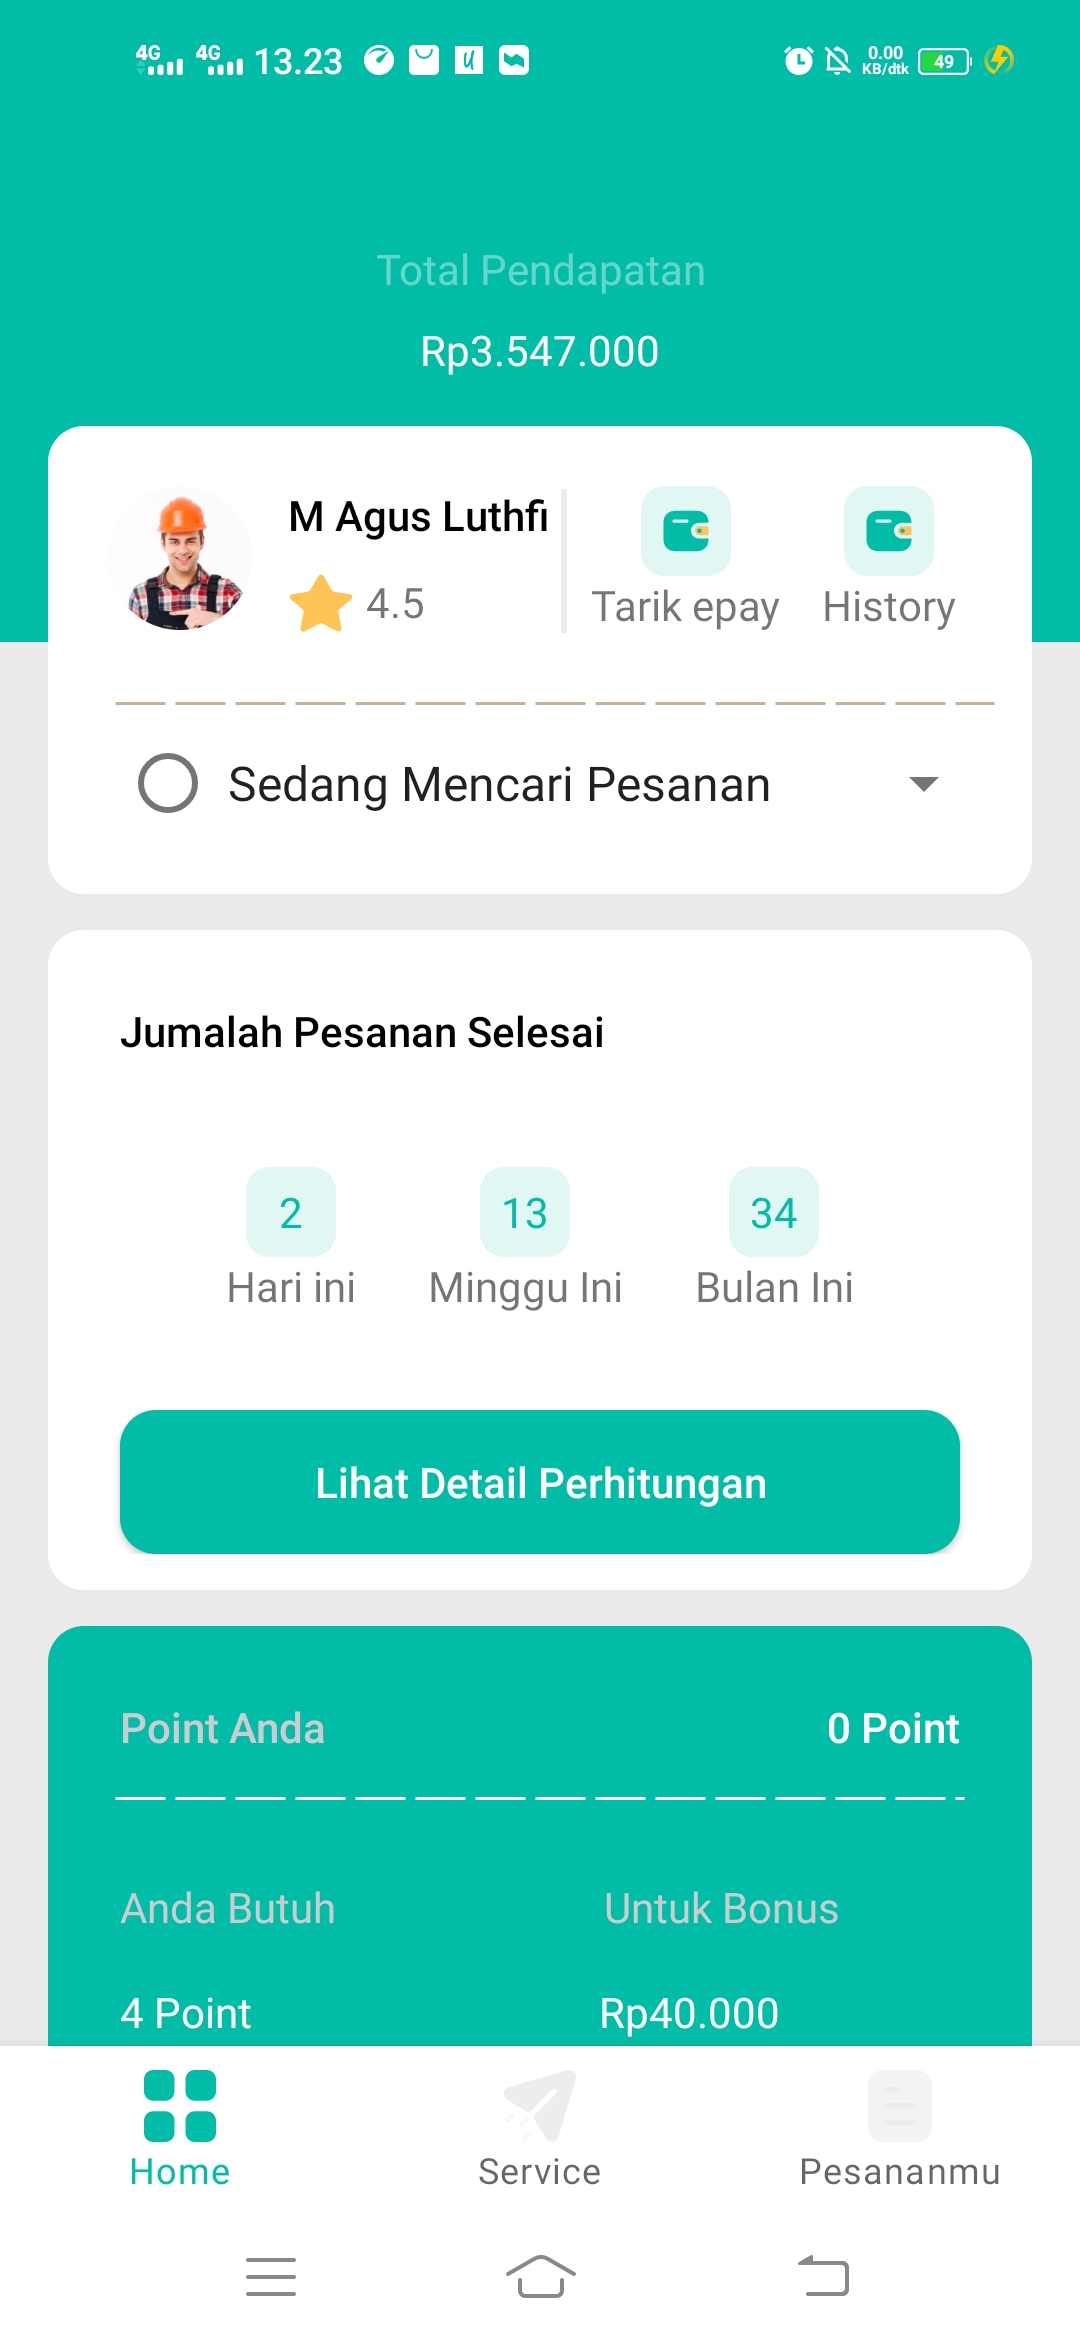 4G 4G 13.23 0.00 KB/dtk 49
Total Pendapatan
Rp3.547.000
M Agus Luthfi
4.5
Tarik epay
History
Sedang Mencari Pesanan
Jumalah Pesanan Selesai
2 13 34
Hari ini Minggu Ini Bulan Ini
Lihat Detail Perhitungan
Point Anda 0 Point
Anda Butuh Untuk Bonus
4 Point Rp40.000
Home Service Pesananmu